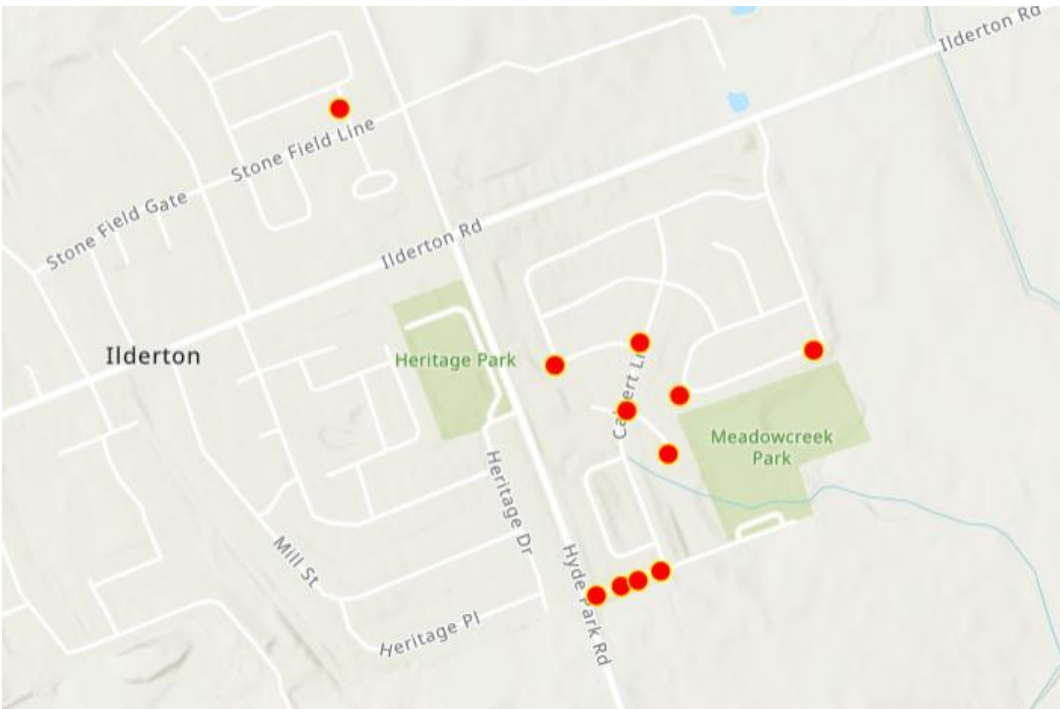 Ilderton Rd
Stone Field Line
Stone Field Gate
Ilderton Rd
Ilderton
Heritage Park
Meadowcreek
Park
Heritage Dr
Mill St
Hyde Park Rd
Heritage Pl